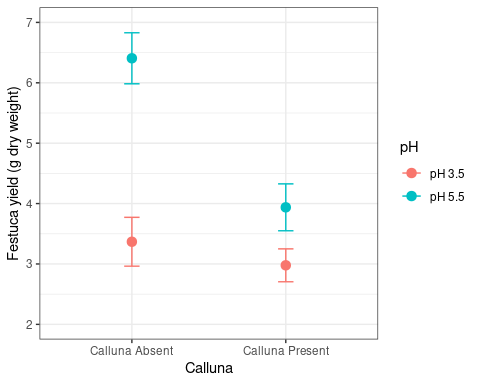 7
6
5
4
3
2
Festuca yield (g dry weight)
Calluna Absent
Calluna Present
Calluna
pH
pH 3.5
pH 5.5